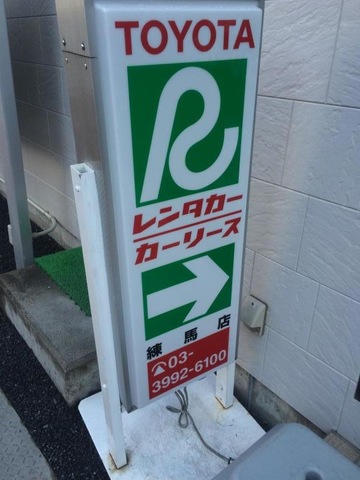 TOYOTA
R
レンタカー
カーリース
練馬店
☎03-
3992-6100